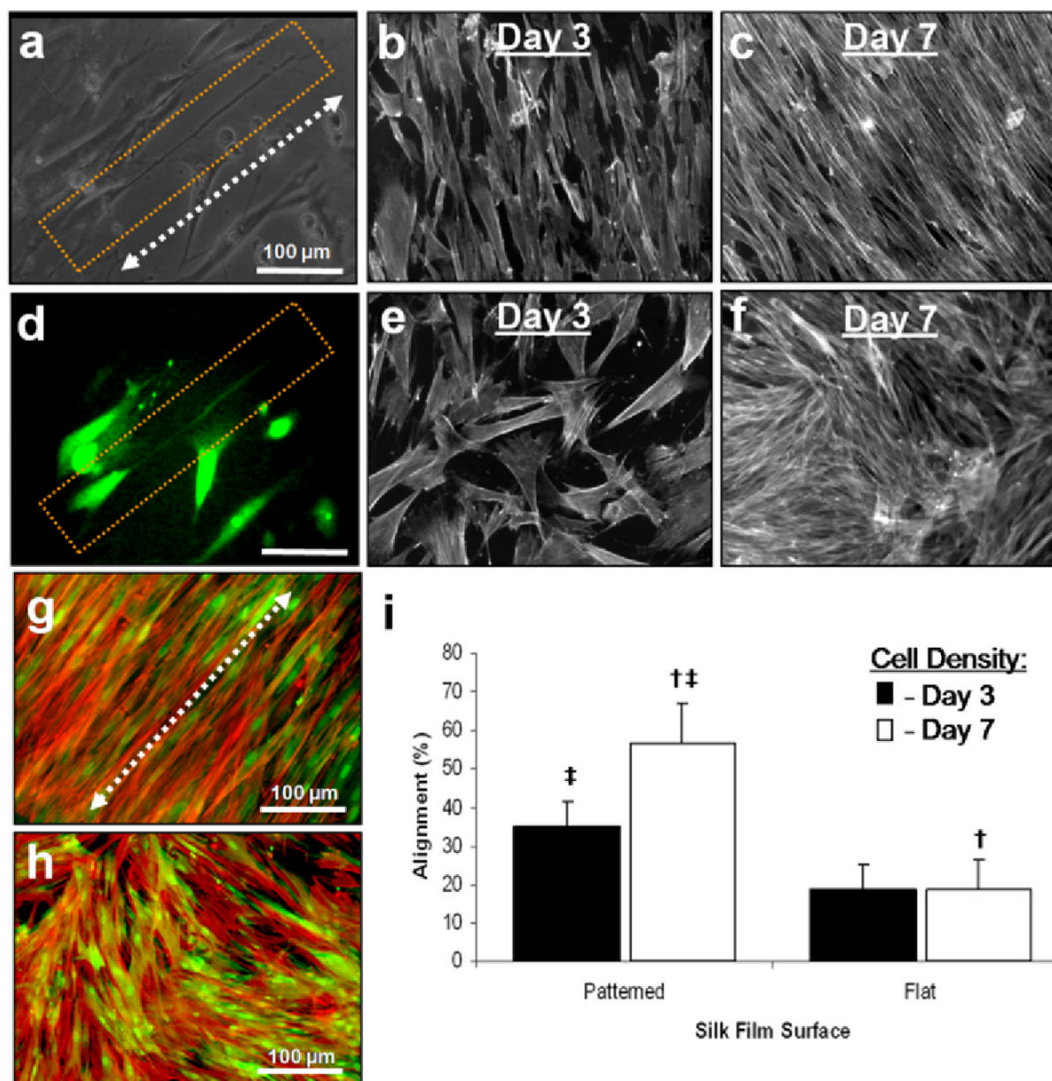 a
100 µm
b
Day 3
c
Day 7
d
e
Day 3
f
Day 7
g
100 µm
h
100 µm
i
Cell Density:
- Day 3
- Day 7
Alignment (%)
80
70
60
50
40
30
20
10
0
‡
†‡
†
Patterned
Flat
Silk Film Surface